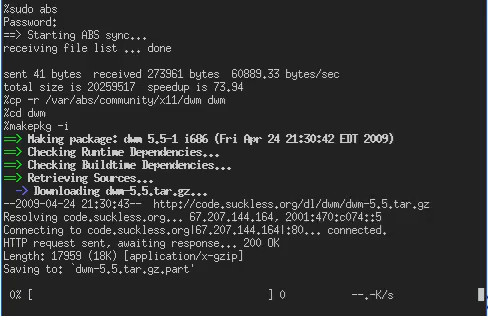 %sudo abs
Password:
==> Starting ABS sync...
receiving file list ... done
sent 41 bytes  received 273961 bytes  60889.33 bytes/sec
total size is 20259517  speedup is 73.94
%cp -r /var/abs/community/x11/dwm dwm
%cd dwm
%makepkg -i
==> Making package: dwm 5.5-1 i686 (Fri Apr 24 21:30:42 EDT 2009)
==> Checking Runtime Dependencies...
==> Checking Buildtime Dependencies...
==> Retrieving Sources...
  -> Downloading dwm-5.5.tar.gz...
--2009-04-24 21:30:43--  http://code.suckless.org/dl/dwm/dwm-5.5.tar.gz
Resolving code.suckless.org... 67.207.144.164, 2001:470:c074::5
Connecting to code.suckless.org|67.207.144.164|:80... connected.
HTTP request sent, awaiting response... 200 OK
Length: 17959 (18K) [application/x-gzip]
Saving to: `dwm-5.5.tar.gz.part'
 0% [                                     ] 0           --.-K/s